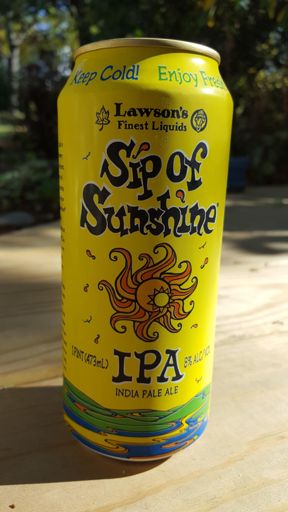 Keep Cold! Enjoy Fresh
Lawson's
Finest Liquids
Sip of
Sunshine
IPA
1 PINT (473mL) 8% ALC/VOL
INDIA PALE ALE